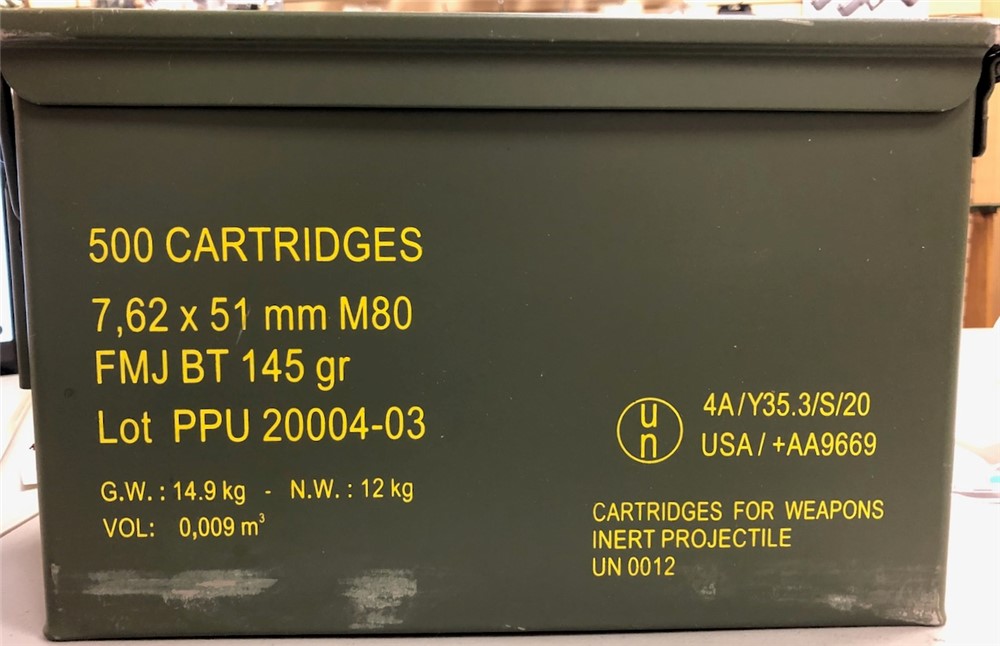 500 CARTRIDGES
7,62 x 51 mm M80
FMJ BT 145 gr
Lot PPU 20004-03
G.W. : 14.9 kg - N.W. : 12 kg
VOL: 0,009 m³
un
4A/Y35.3/S/20
USA / +AA9669
CARTRIDGES FOR WEAPONS
INERT PROJECTILE
UN 0012